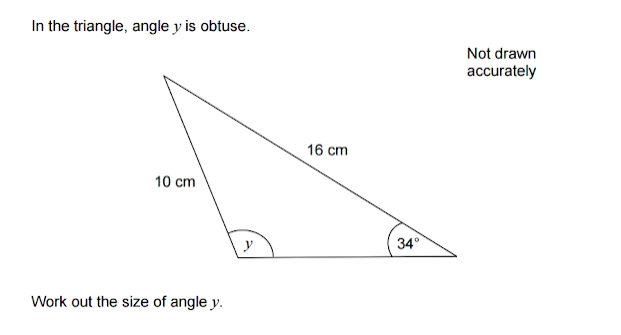 In the triangle, angle y is obtuse.
Not drawn
accurately
16 cm
10 cm
y
34°
Work out the size of angle y.